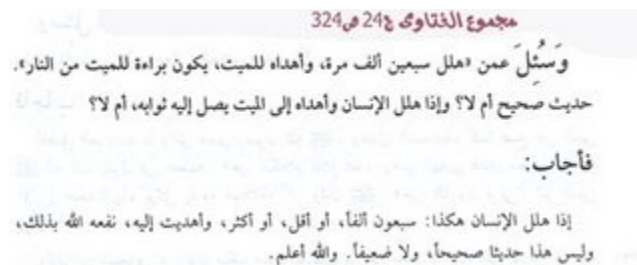 مجموع الفتاوى ج24 ص324
وَسُئِلَ عمن «هلل سبعين ألف مرة، وأهداه للميت، يكون براءة للميت من النار».
حديث صحيح أم لا؟ وإذا هلل الإنسان وأهداه إلى الميت يصل إليه ثوابه، أم لا؟
فأجاب:
إذا هلل الإنسان هكذا: سبعون ألفاً، أو أقل، أو أكثر، وأهديت إليه، نفعه الله بذلك،
وليس هذا حديثا صحيحاً، ولا ضعيفاً. والله أعلم.